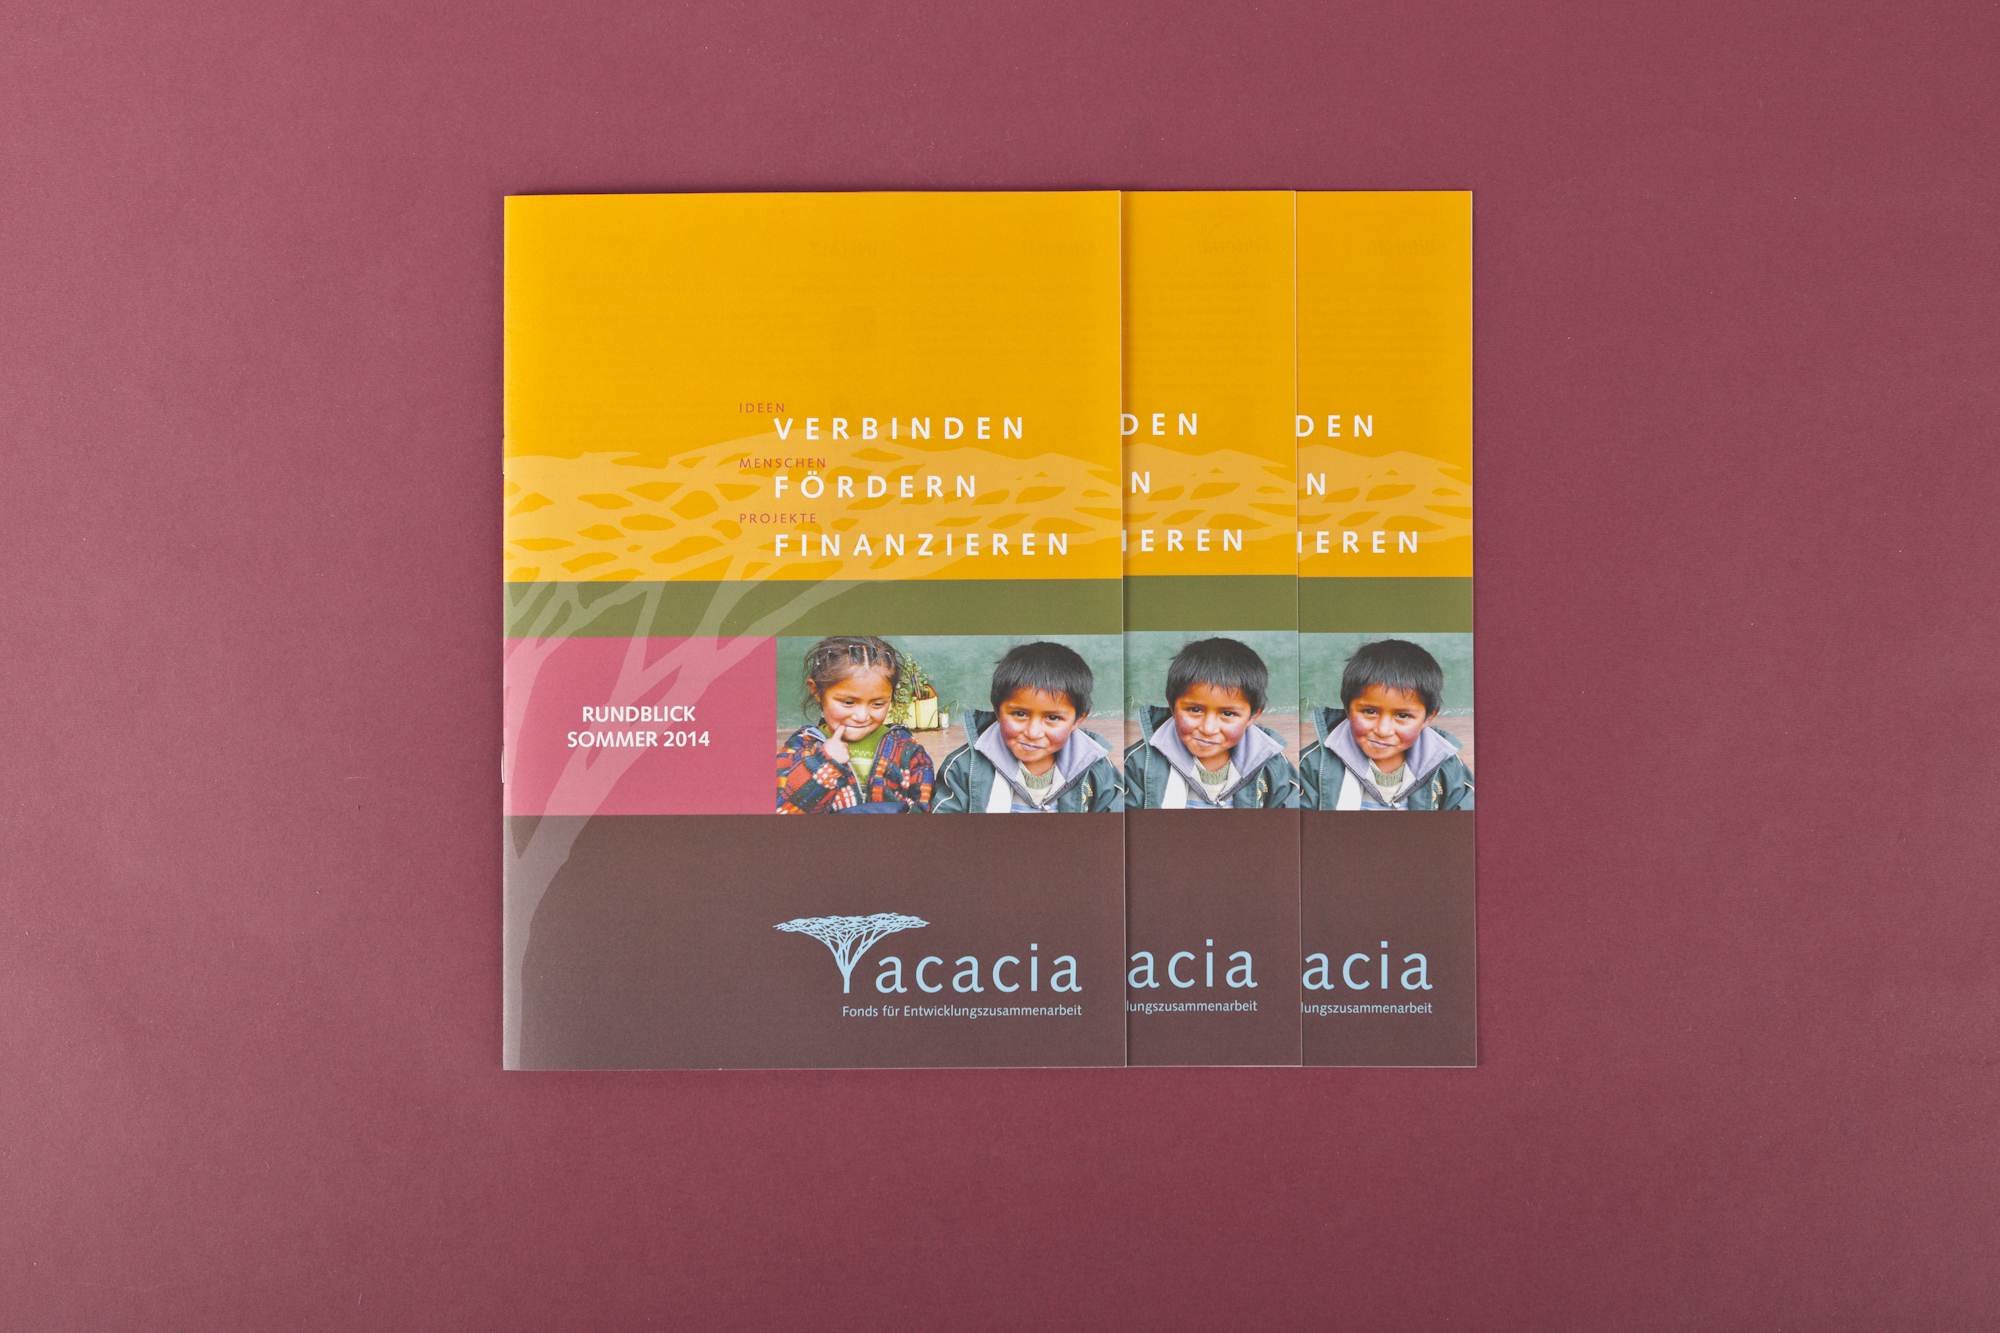 IDEEN
VERBINDEN
MENSCHEN
FÖRDERN
PROJEKTE
FINANZIEREN
RUNDBLICK
SOMMER 2014
acacia
Fonds für Entwicklungszusammenarbeit
DEN
N
IEREN
acia
lungszusammenarbeit
DEN
N
IEREN
acia
lungszusammenarbeit